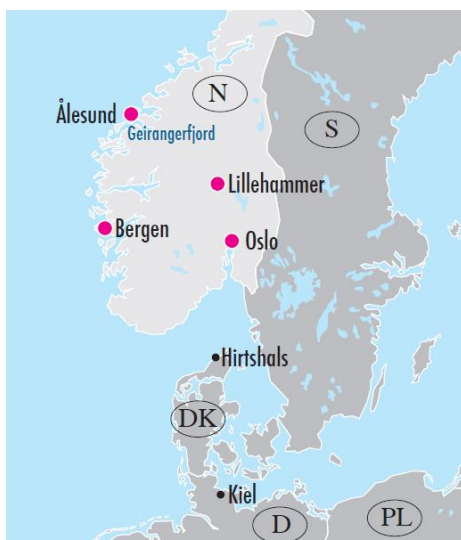 N
Ålesund
Geirangerfjord
S
Lillehammer
Bergen
Oslo
Hirtshals
DK
Kiel
D
PL